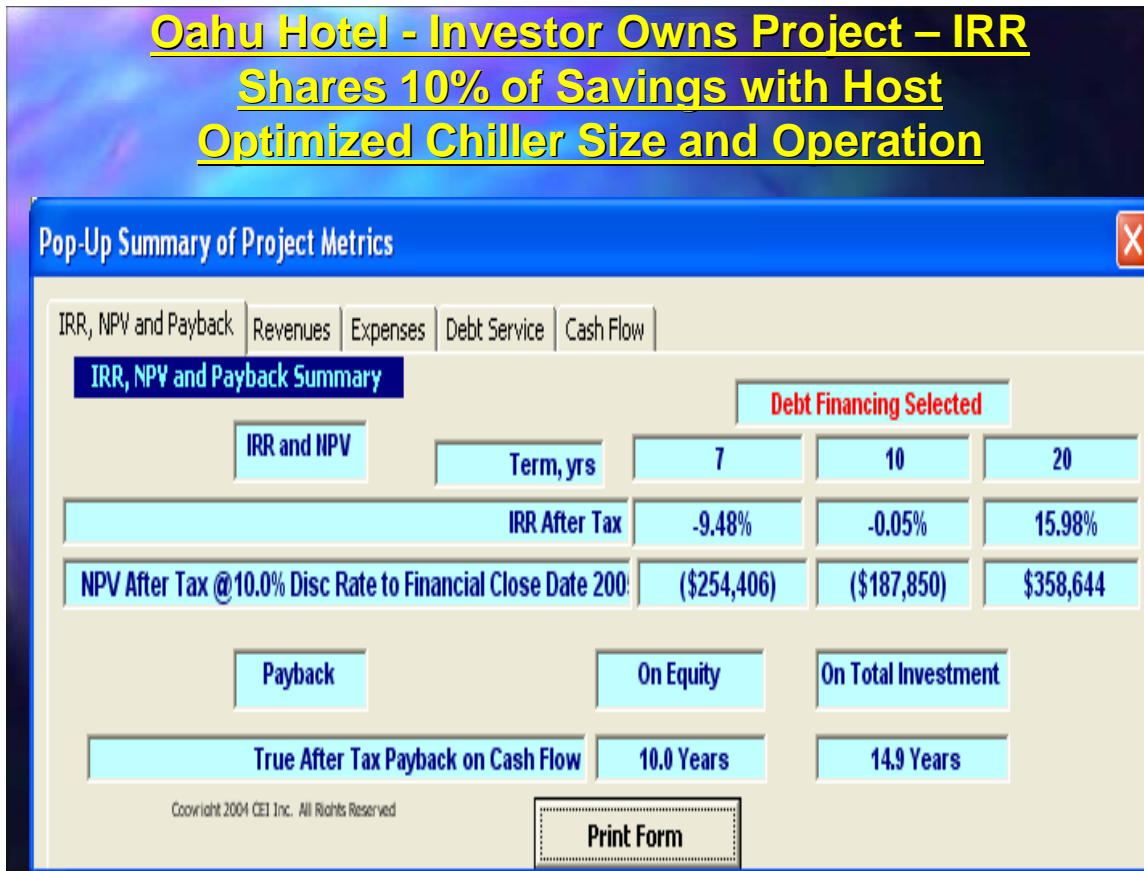 Oahu Hotel - Investor Owns Project – IRR
Shares 10% of Savings with Host
Optimized Chiller Size and Operation
Pop-Up Summary of Project Metrics
IRR, NPV and Payback Revenues Expenses Debt Service Cash Flow
IRR, NPV and Payback Summary
Debt Financing Selected
IRR and NPV Term, yrs 7 10 20
IRR After Tax -9.48% -0.05% 15.98%
NPV After Tax @10.0% Disc Rate to Financial Close Date ($254,406) ($187,850) $358,644
Payback On Equity On Total Investment
True After Tax Payback on Cash Flow 10.0 Years 14.9 Years
Copyright 2004 CEI Inc. All Rights Reserved
Print Form